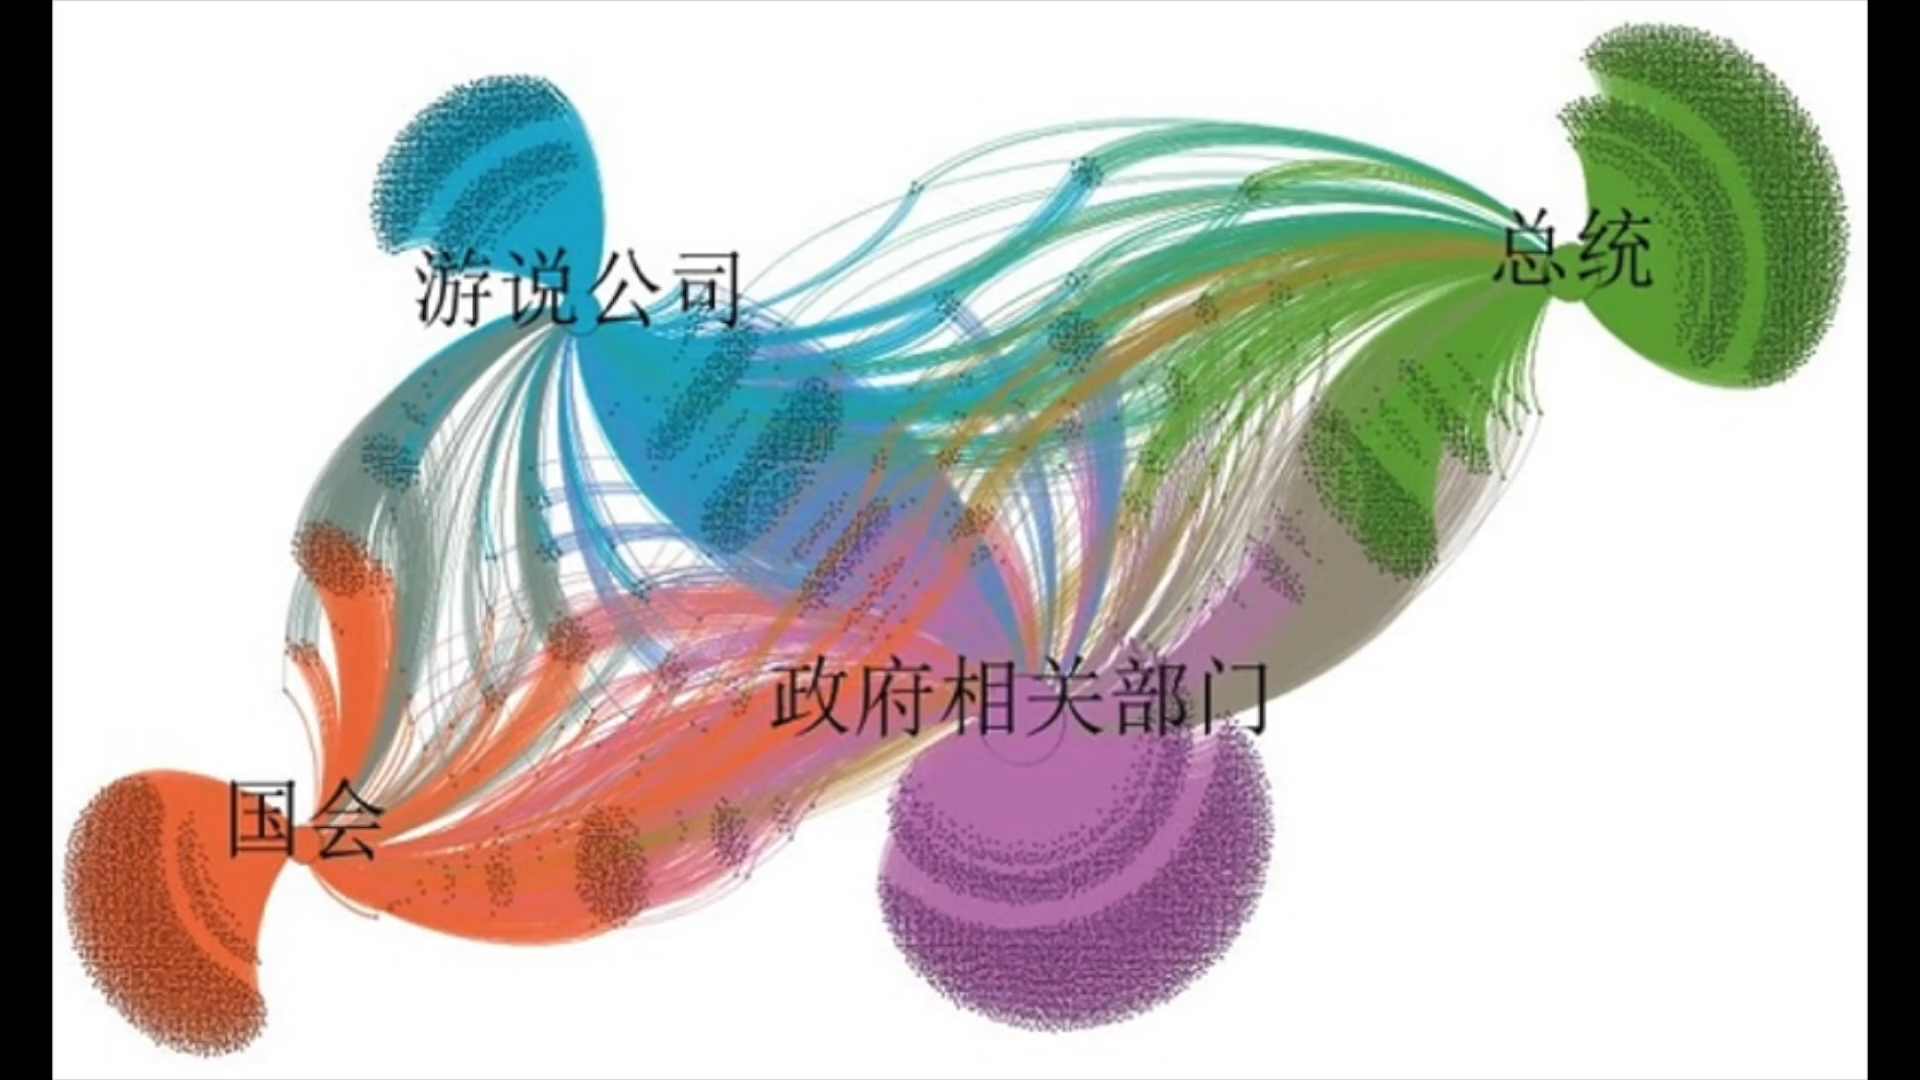 总统
游说公司
政府相关部门
国会